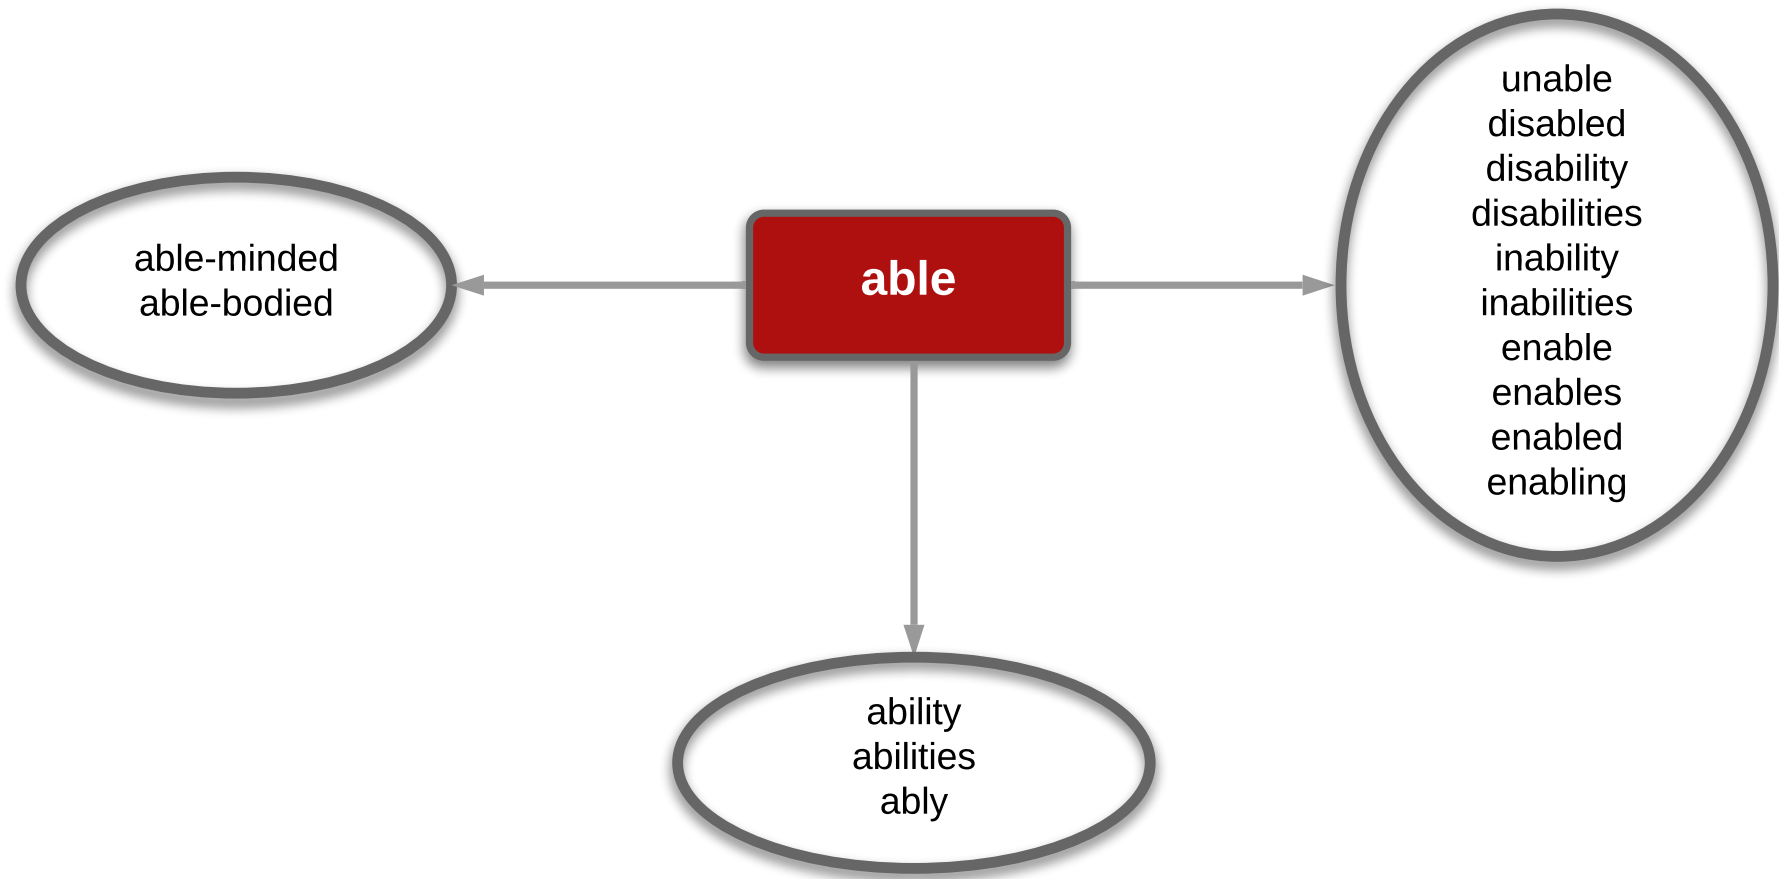 able-minded
able-bodied
able
unable
disabled
disability
disabilities
inability
inabilities
enable
enables
enabled
enabling
ability
abilities
ably